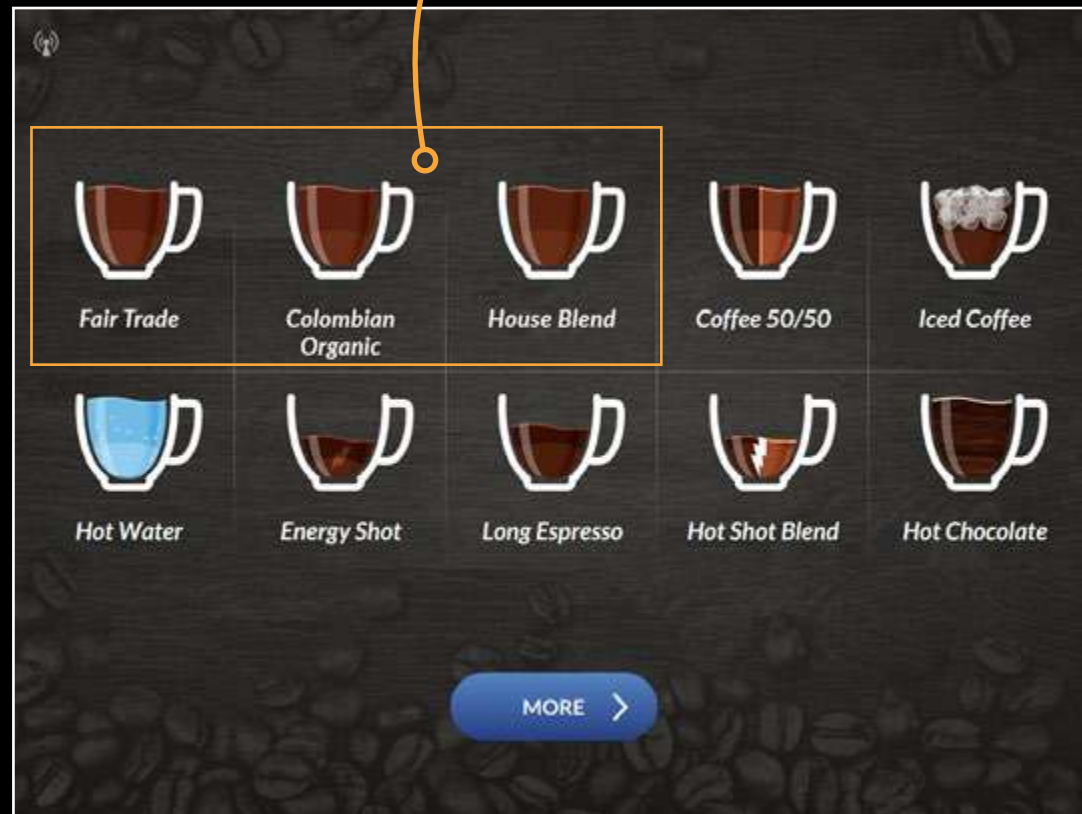 Fair Trade
Colombian
Organic
House Blend
Coffee 50/50
Iced Coffee
Hot Water
Energy Shot
Long Espresso
Hot Shot Blend
Hot Chocolate
MORE